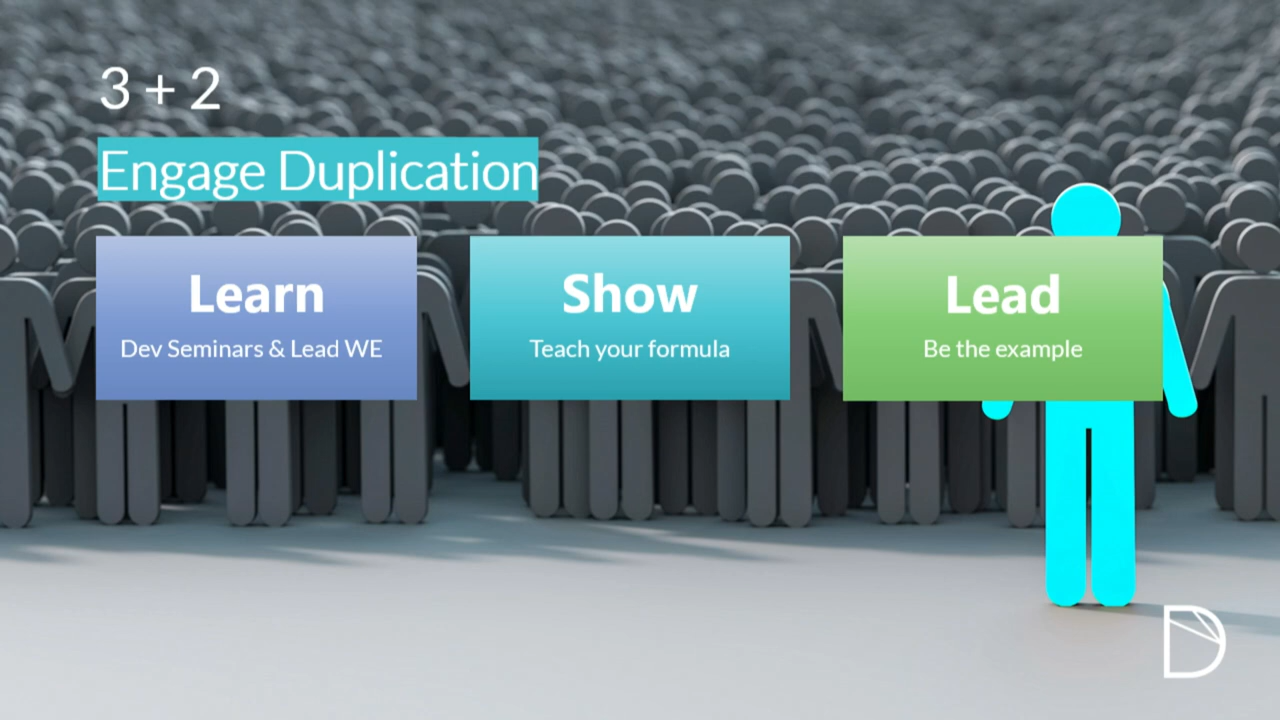 3 + 2
Engage Duplication
Learn
Dev Seminars & Lead WE
Show
Teach your formula
Lead
Be the example